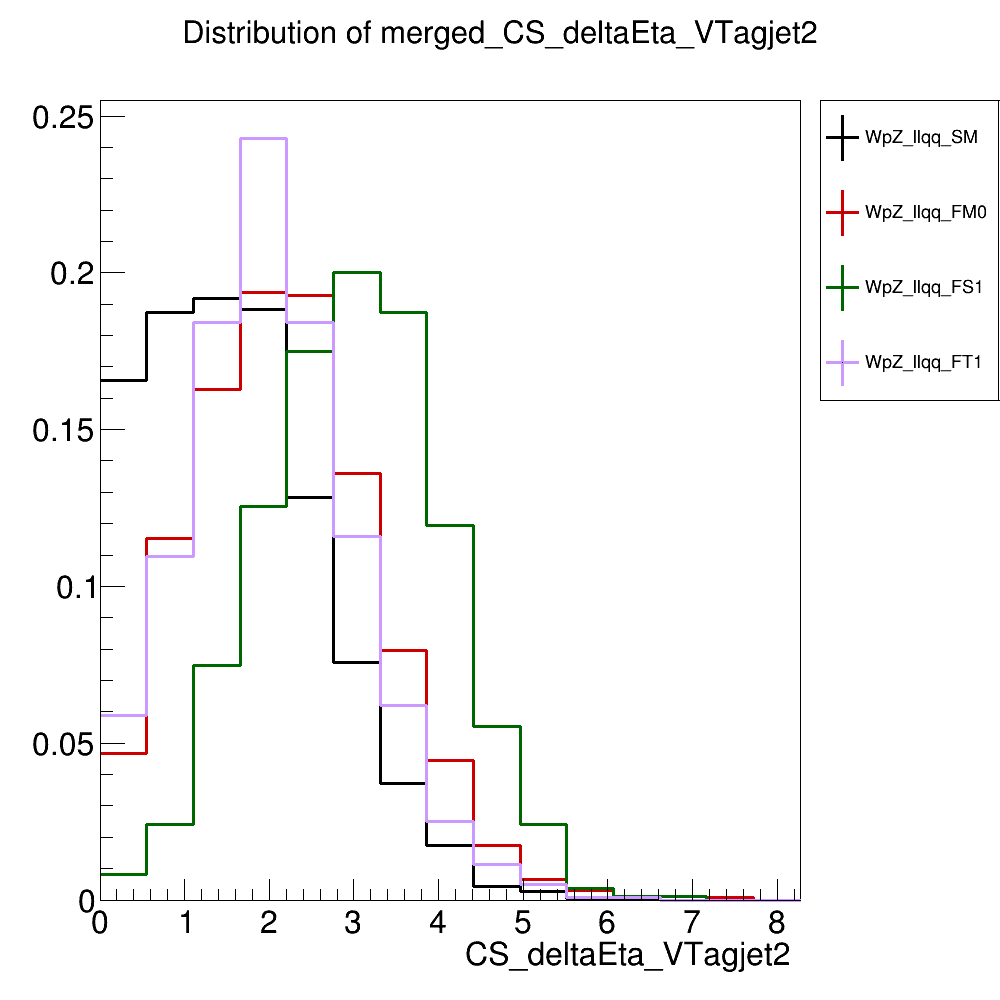 Distribution of merged_CS_deltaEta_VTagjet2
0.25
0.2
0.15
0.1
0.05
0
0 1 2 3 4 5 6 7 8
CS_deltaEta_VTagjet2
WpZ_llqq_SM
WpZ_llqq_FM0
WpZ_llqq_FS1
WpZ_llqq_FT1